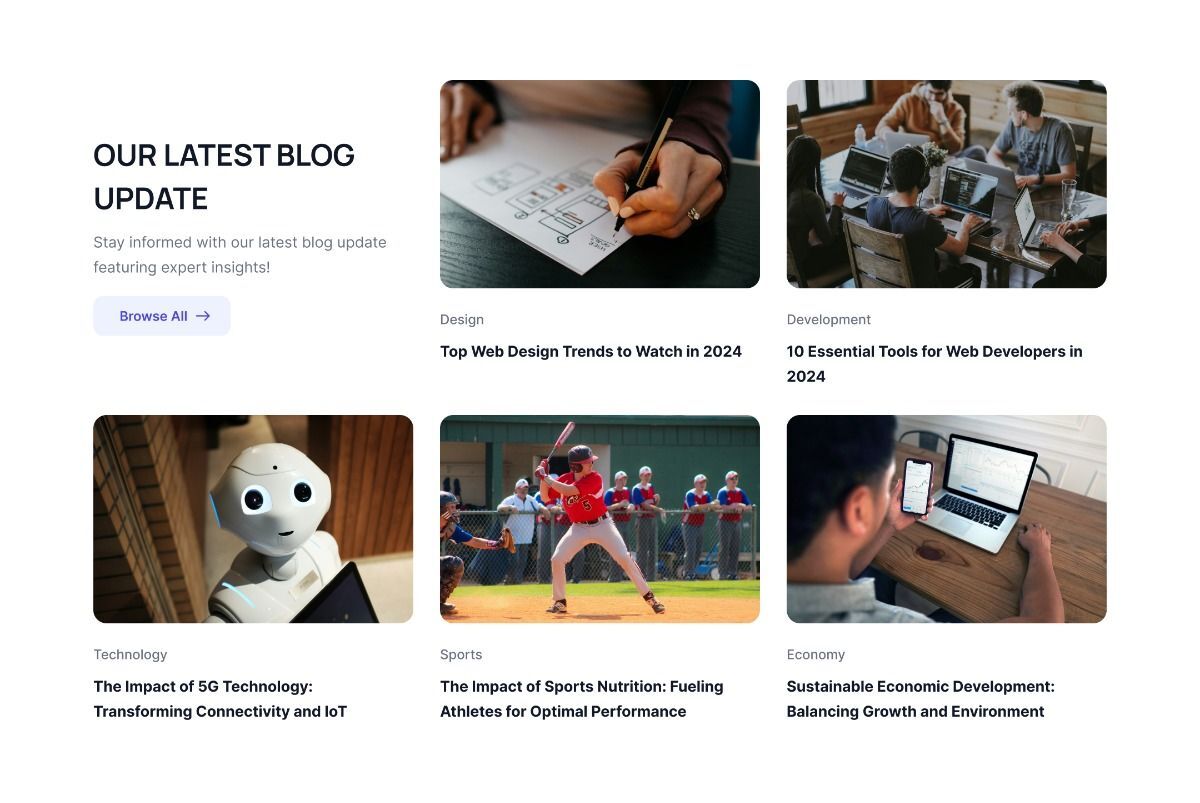 OUR LATEST BLOG
UPDATE
Stay informed with our latest blog update
featuring expert insights!
Browse All →
Design
Top Web Design Trends to Watch in 2024
Development
10 Essential Tools for Web Developers in
2024
Technology
The Impact of 5G Technology:
Transforming Connectivity and IoT
Sports
The Impact of Sports Nutrition: Fueling
Athletes for Optimal Performance
5
Economy
Sustainable Economic Development:
Balancing Growth and Environment